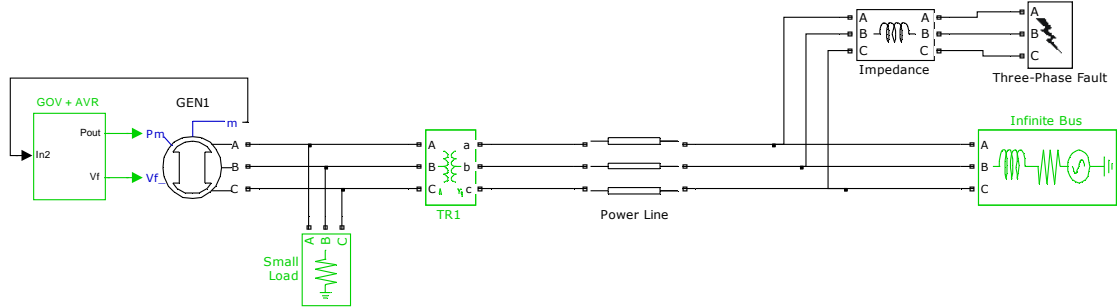 A
B
C
A
B
C
Impedance
A
B
C
Three-Phase Fault
GOV + AVR
Pout
Vf
In2
GEN1
Pm
Vf_
m
A
B
C
A
B
C
a
b
c
TR1
Power Line
Infinite Bus
A
B
C
A
B
C
Small
Load